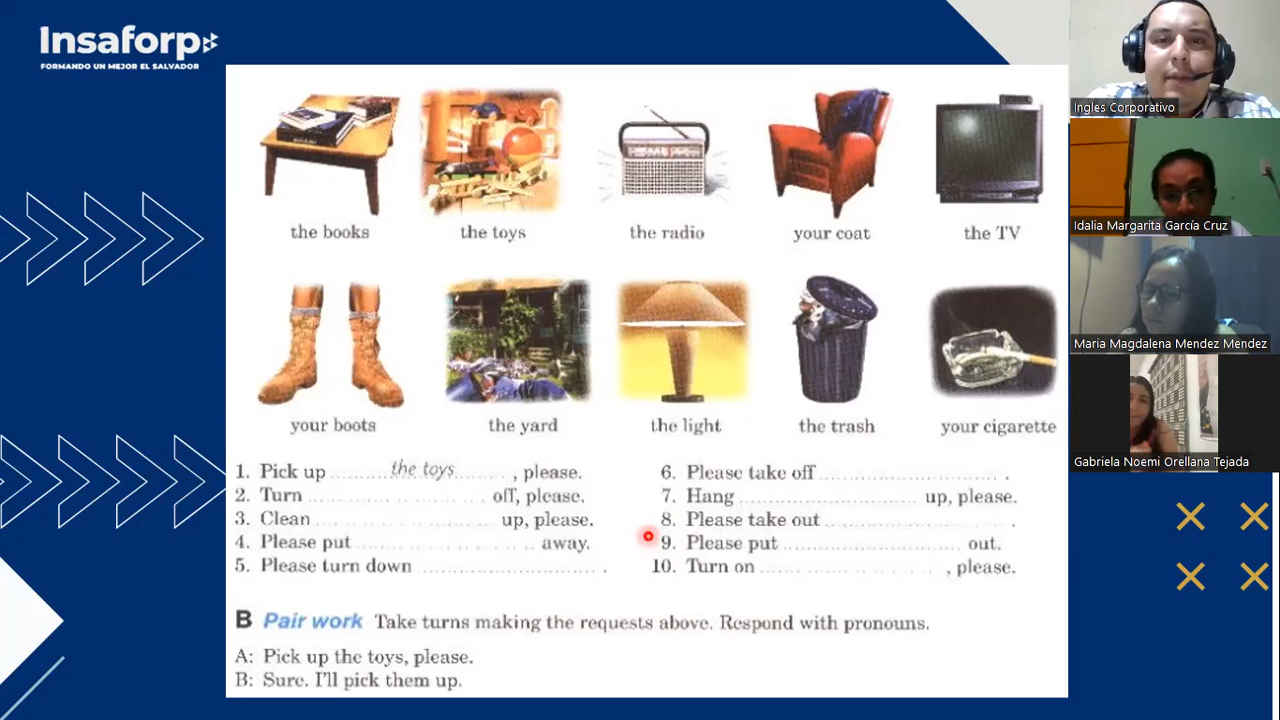 Insaforp
FORMANDO UN MEJOR EL SALVADOR
the books the toys the radio your coat the TV
your boots the yard the light the trash your cigarette
1. Pick up ........ the toys ........ , please.
2. Turn ........................ off, please.
3. Clean ........................ up, please.
4. Please put ........................ away.
5. Please turn down ........................ .
6. Please take off ........................ .
7. Hang ........................ up, please.
8. Please take out ........................ .
9. Please put ........................ out.
10. Turn on ........................ , please.
B Pair work Take turns making the requests above. Respond with pronouns.
A: Pick up the toys, please.
B: Sure. I'll pick them up.
Ingles Corporativo
Idalia Margarita García Cruz
Maria Magdalena Mendez Mendez
Gabriela Noemi Orellana Tejada